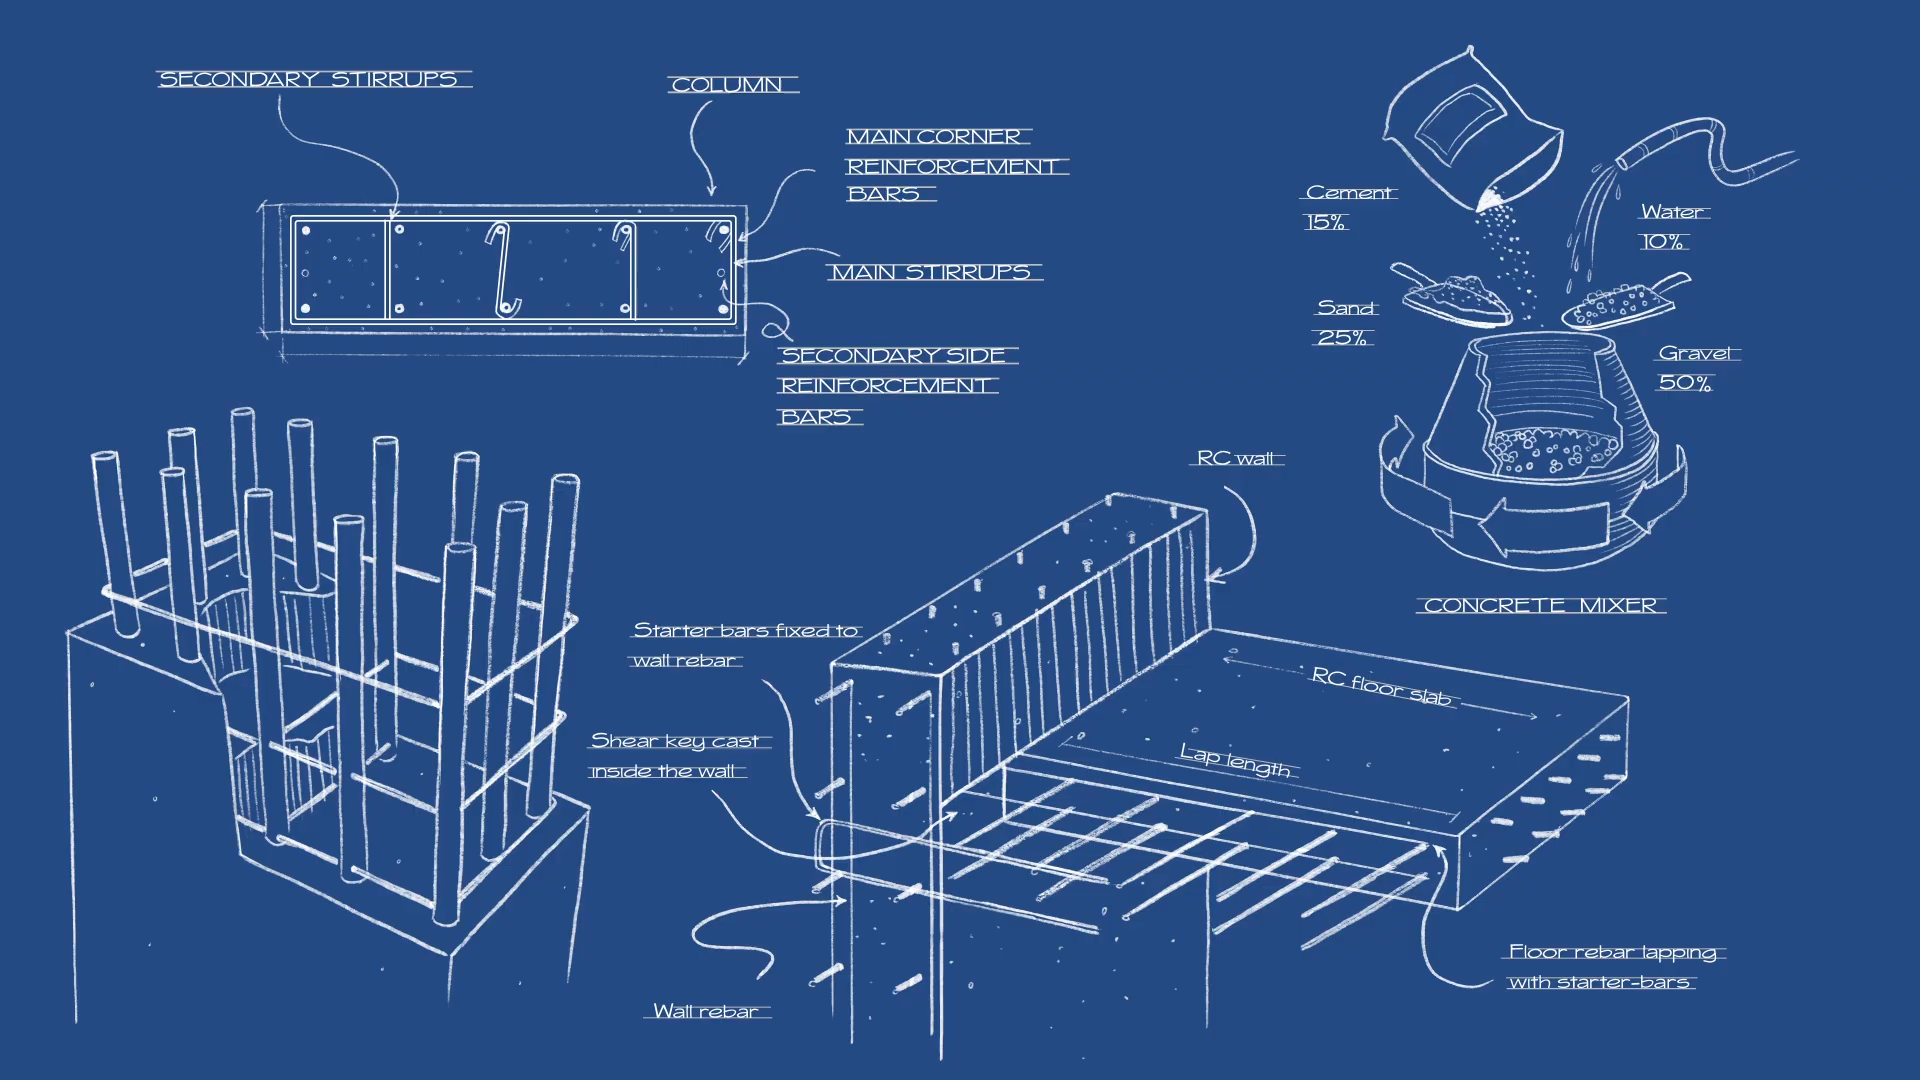 SECONDARY STIRRUPS
COLUMN
MAIN CORNER
REINFORCEMENT
BARS
MAIN STIRRUPS
SECONDARY SIDE
REINFORCEMENT
BARS
Cement
15%
Water
10%
Sand
25%
Gravel
50%
CONCRETE MIXER
RC wall
Starter bars fixed to
wall rebar
RC floor slab
Shear key cast
inside the wall
Lap length
Floor rebar lapping
with starter-bars
Wall rebar